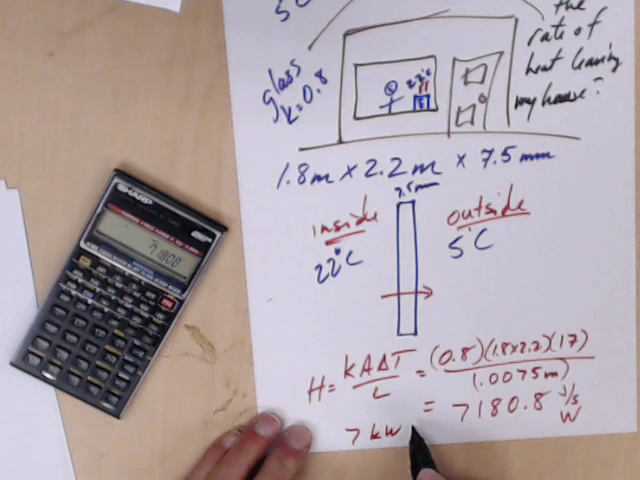 the
rate of
heat leaving
my house?
glass
k=0.8
22°C
1.8m x 2.2m x 7.5mm
7.5mm
inside
22°C
outside
5°C
SHARP
7180.8
H = kAΔT/L = (0.8)(1.8x2.2)(17)/(.0075m)
= 7180.8 J/s
W
7 kW